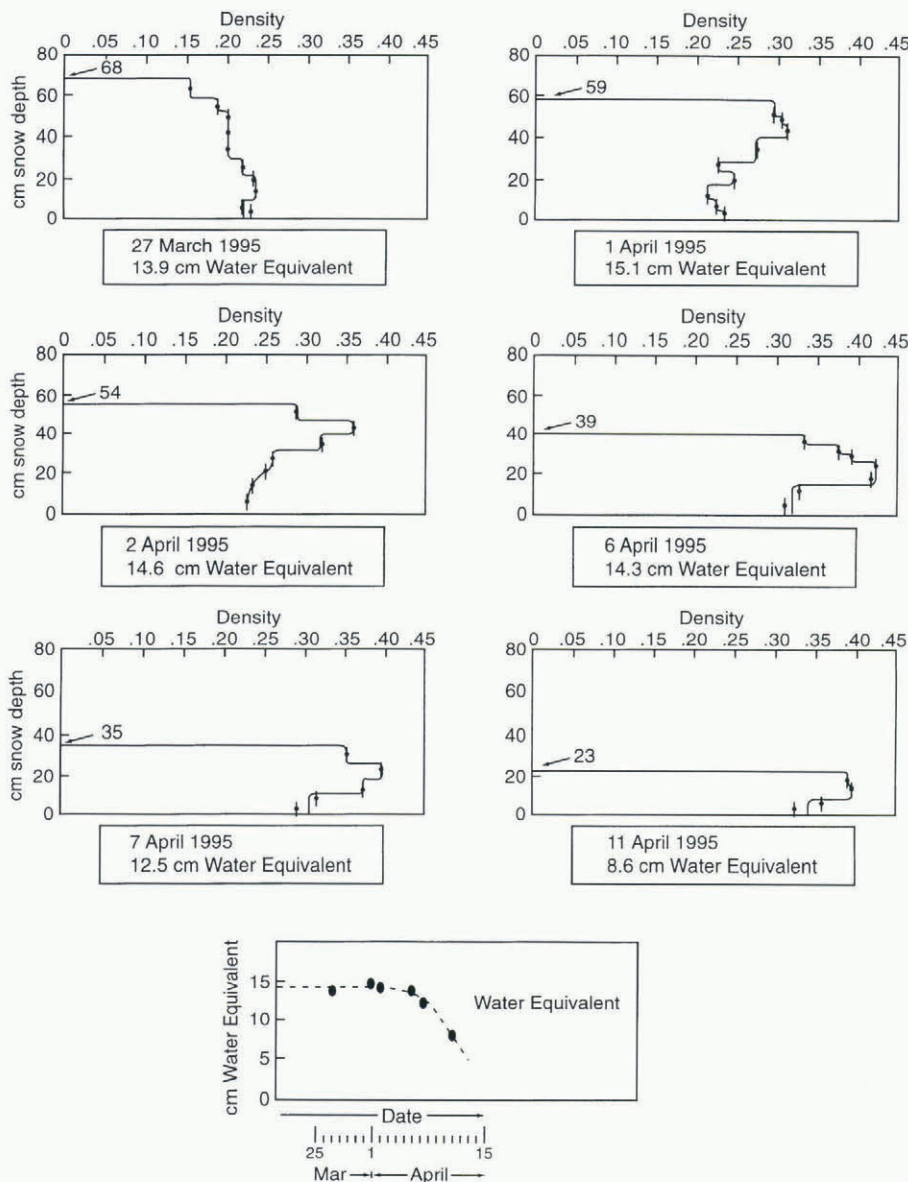 Density
0 .05 .10 .15 .20 .25 .30 .35 .40 .45
80
60
40
20
0
cm snow depth
68
27 March 1995
13.9 cm Water Equivalent
Density
0 .05 .10 .15 .20 .25 .30 .35 .40 .45
80
60
40
20
0
59
1 April 1995
15.1 cm Water Equivalent
Density
0 .05 .10 .15 .20 .25 .30 .35 .40 .45
80
60
40
20
0
cm snow depth
54
2 April 1995
14.6 cm Water Equivalent
Density
0 .05 .10 .15 .20 .25 .30 .35 .40 .45
80
60
40
20
0
39
6 April 1995
14.3 cm Water Equivalent
Density
.05 .10 .15 .20 .25 .30 .35 .40 .45
80
60
40
20
0
cm snow depth
35
7 April 1995
12.5 cm Water Equivalent
Density
0 .05 .10 .15 .20 .25 .30 .35 .40 .45
80
60
40
20
0
23
11 April 1995
8.6 cm Water Equivalent
cm Water Equivalent
15
10
5
0
Water Equivalent
Date
25 1 15
Mar April